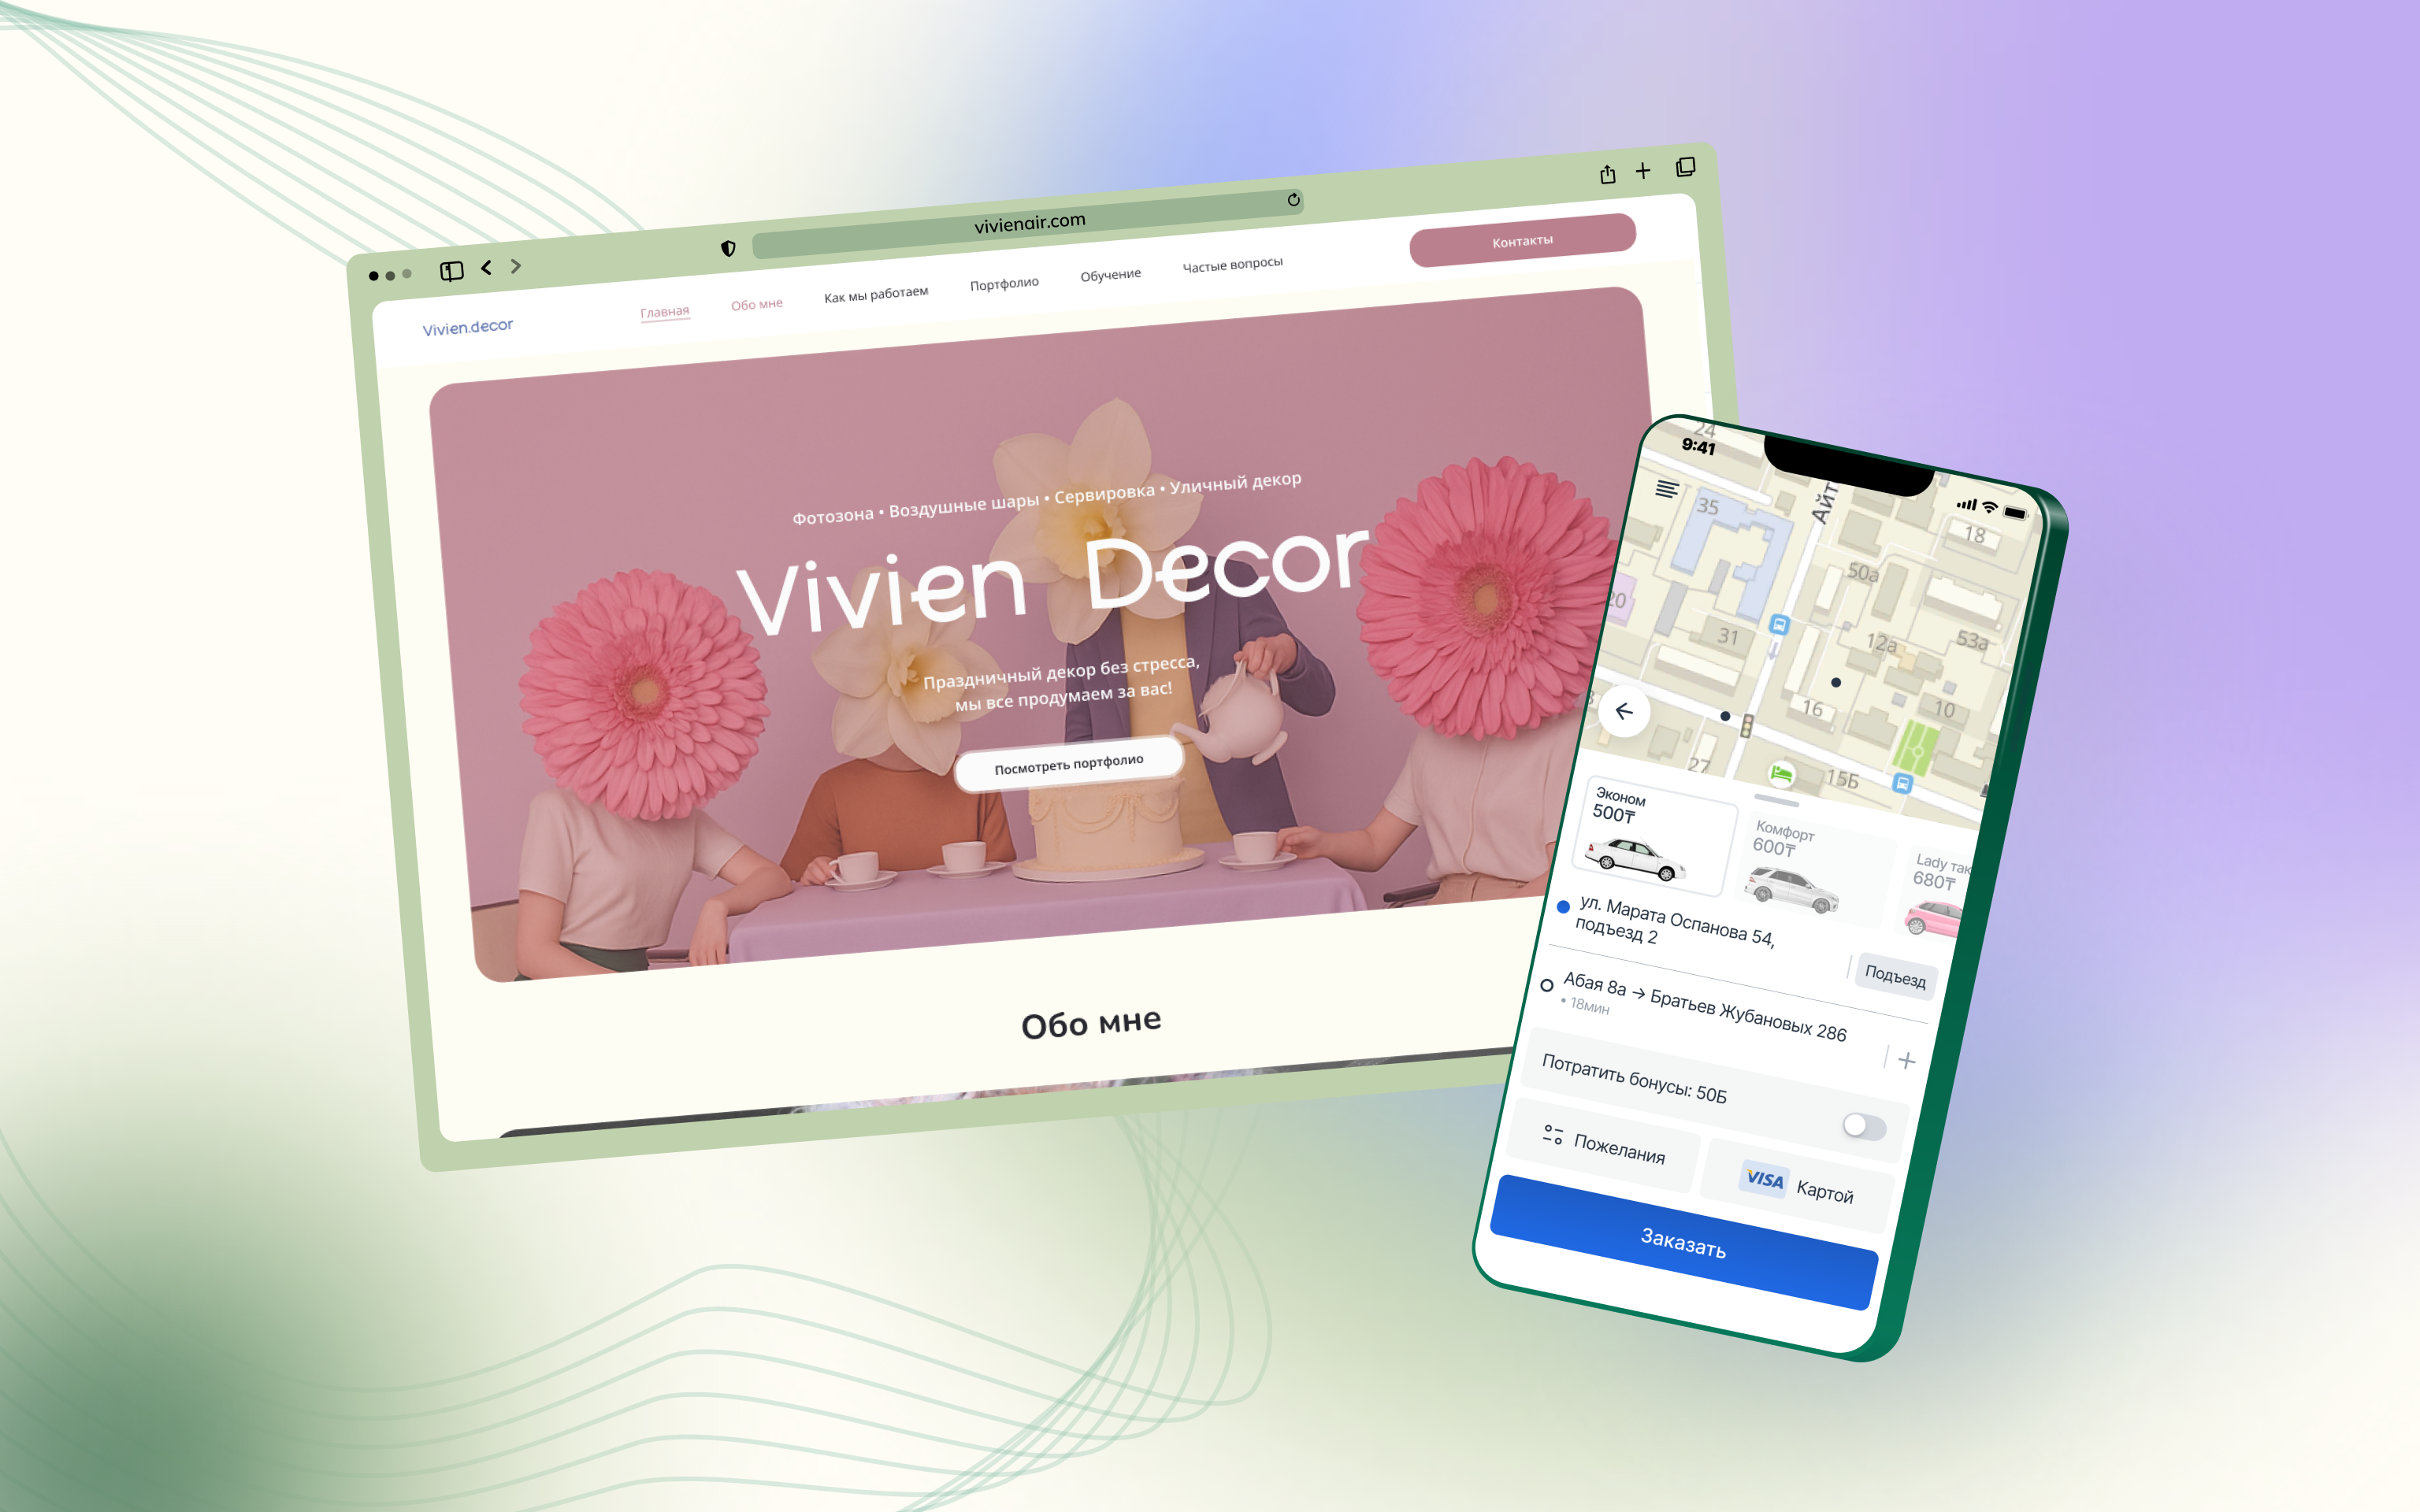 vivienair.com
Vivien.decor
Главная
Обо мне
Как мы работаем
Портфолио
Обучение
Частые вопросы
Контакты
Фотозона • Воздушные шары • Сервировка • Уличный декор
Vivien Decor
Праздничный декор без стресса,
мы все продумаем за вас!
Посмотреть портфолио
Обо мне
9:41
24
35
Айт
18
50а
20
31
12а
53а
16
10
27
15Б
Эконом
500₸
Комфорт
600₸
Lady так
680₸
ул. Марата Оспанова 54,
подъезд 2
Подъезд
Абая 8а → Братьев Жубановых 286
• 18мин
Потратить бонусы: 50Б
Пожелания
VISA Картой
Заказать